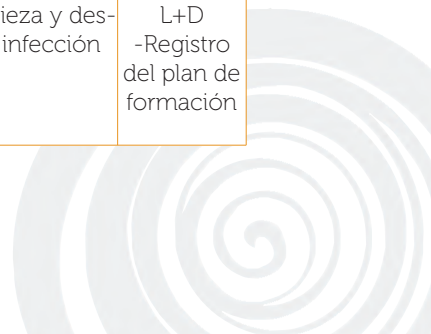 ieza y des-
infección
L+D
-Registro
del plan de
formación